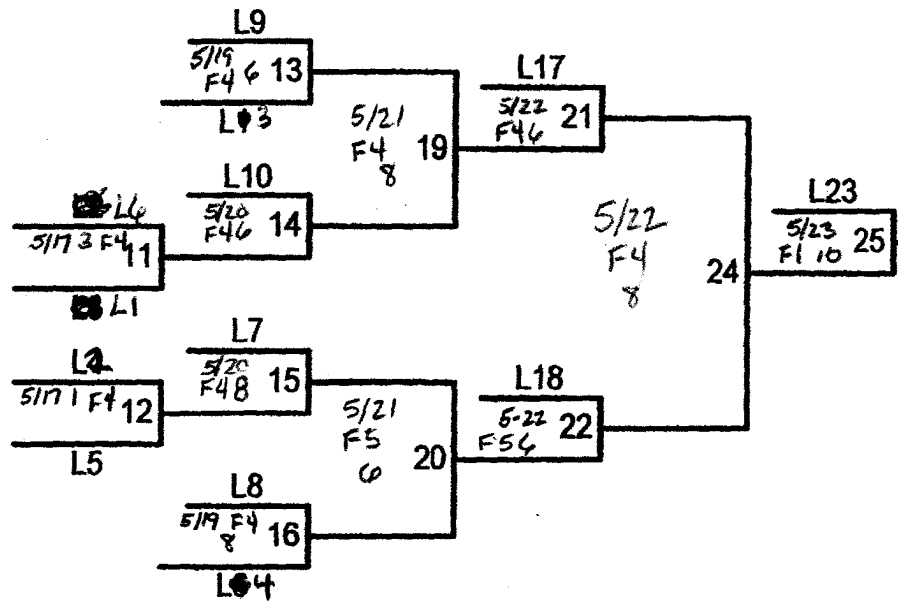 L9
5/19
F4 6 13
L 3
L10
5/20
F4 6 14
5/21
F4
8
19
L6
5/17 3 F4
11
L1
L17
5/22
F4 6 21
5/22
F4
8
24
L23
5/23
F1 10 25
L2
5/17 1 F4
12
L5
L7
5/20
F4 8 15
5/21
F5
6
20
L18
5-22
F5 6 22
L8
5/19 F4
8 16
L 4